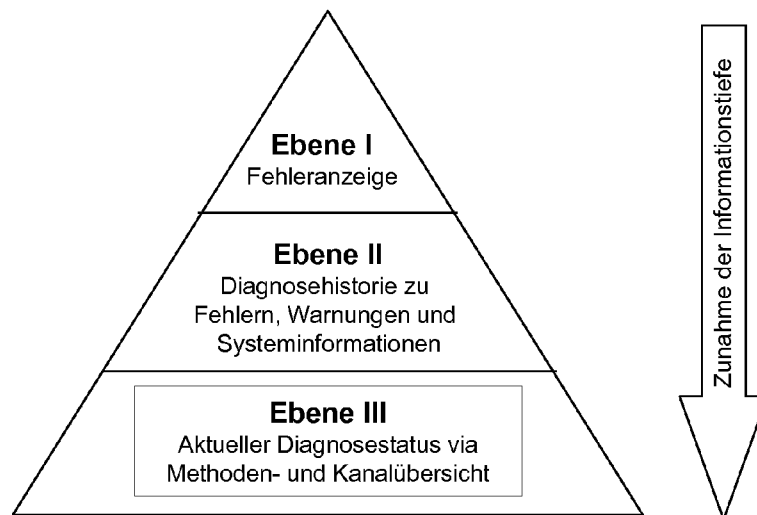 Ebene I
Fehleranzeige
Ebene II
Diagnosehistorie zu
Fehlern, Warnungen und
Systeminformationen
Ebene III
Aktueller Diagnosestatus via
Methoden- und Kanalübersicht
Zunahme der Informationstiefe